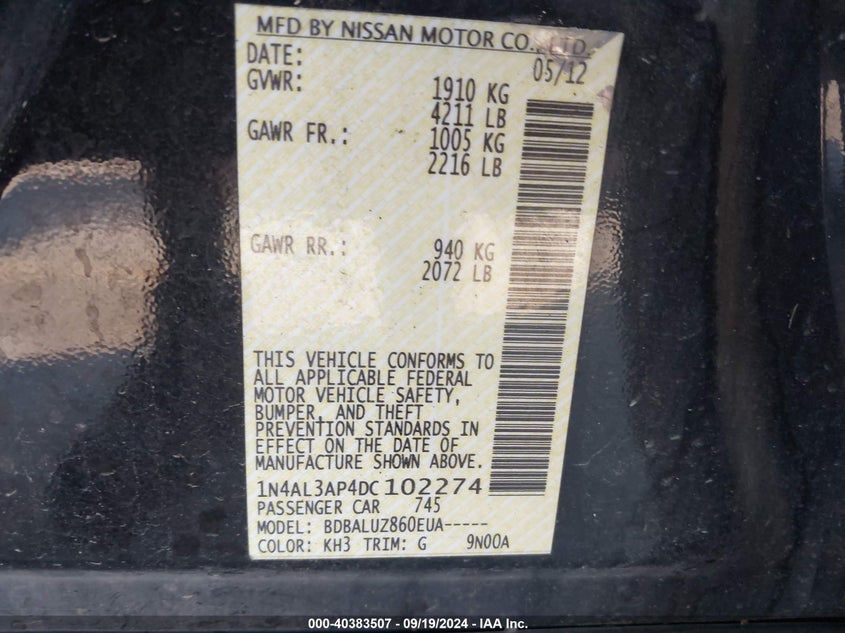 MFD BY NISSAN MOTOR CO., LTD.
DATE: 05/12
GVWR: 1910 KG
4211 LB
GAWR FR.: 1005 KG
2216 LB
GAWR RR.: 940 KG
2072 LB
THIS VEHICLE CONFORMS TO
ALL APPLICABLE FEDERAL
MOTOR VEHICLE SAFETY,
BUMPER, AND THEFT
PREVENTION STANDARDS IN
EFFECT ON THE DATE OF
MANUFACTURE SHOWN ABOVE.
1N4AL3AP4DC102274
PASSENGER CAR 745
MODEL: BDBALUZ860EUA-----
COLOR: KH3 TRIM: G 9N00A
000-40383507 - 09/19/2024 - IAA Inc.